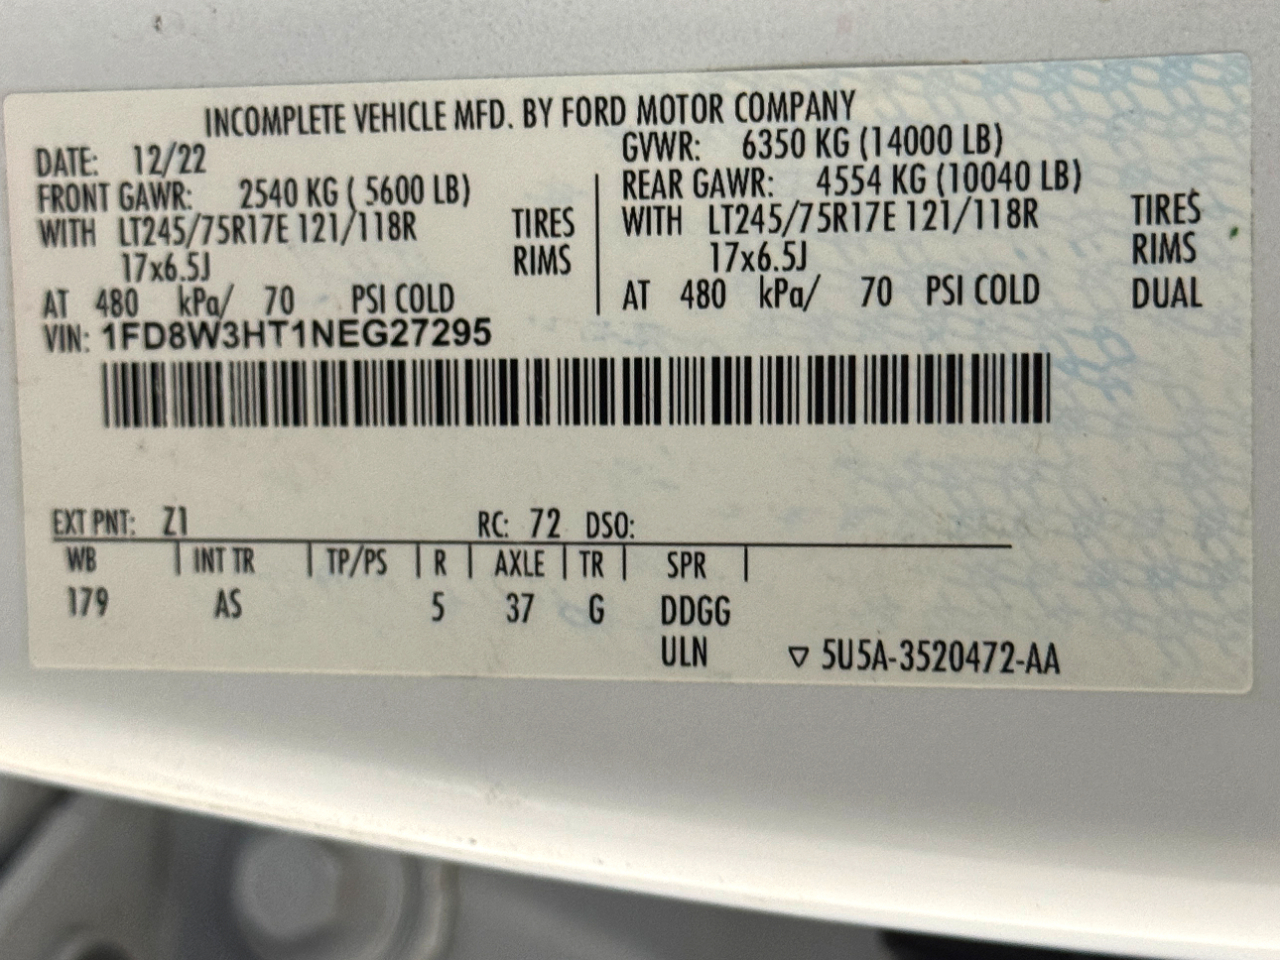 INCOMPLETE VEHICLE MFD. BY FORD MOTOR COMPANY
DATE: 12/22 GVWR: 6350 KG (14000 LB)
FRONT GAWR: 2540 KG ( 5600 LB) REAR GAWR: 4554 KG (10040 LB)
WITH LT245/75R17E 121/118R TIRES WITH LT245/75R17E 121/118R TIRES
17x6.5J RIMS 17x6.5J RIMS
AT 480 kPa/ 70 PSI COLD AT 480 kPa/ 70 PSI COLD DUAL
VIN: 1FD8W3HT1NEG27295
EXT PNT: Z1 RC: 72 DSO:
WB | INT TR | TP/PS | R | AXLE | TR | SPR |
179 AS 5 37 G DDGG
ULN ▽ 5U5A-3520472-AA